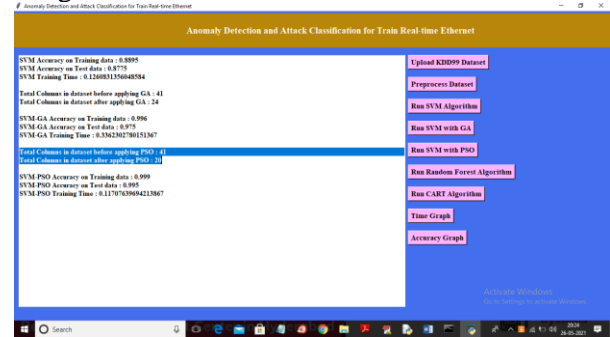 Anomaly Detection and Attack Classification for Train Real-time Ethernet
Anomaly Detection and Attack Classification for Train Real-time Ethernet
SVM Accuracy on Training data : 0.8895
SVM Accuracy on Test data : 0.8775
SVM Training Time : 0.1260831356048584
Total Columns in dataset before applying GA : 41
Total Columns in dataset after applying GA : 24
SVM-GA Accuracy on Training data : 0.996
SVM-GA Accuracy on Test data : 0.975
SVM-GA Training Time : 0.3362302780151367
Total Columns in dataset before applying PSO : 41
Total Columns in dataset after applying PSO : 20
SVM-PSO Accuracy on Training data : 0.999
SVM-PSO Accuracy on Test data : 0.995
SVM-PSO Training Time : 0.11707639694213867
Upload KDD99 Dataset
Preprocess Dataset
Run SVM Algorithm
Run SVM with GA
Run SVM with PSO
Run Random Forest Algorithm
Run CART Algorithm
Time Graph
Accuracy Graph
Activate Windows
Go to Settings to activate Windows.
Search
26-05-2021